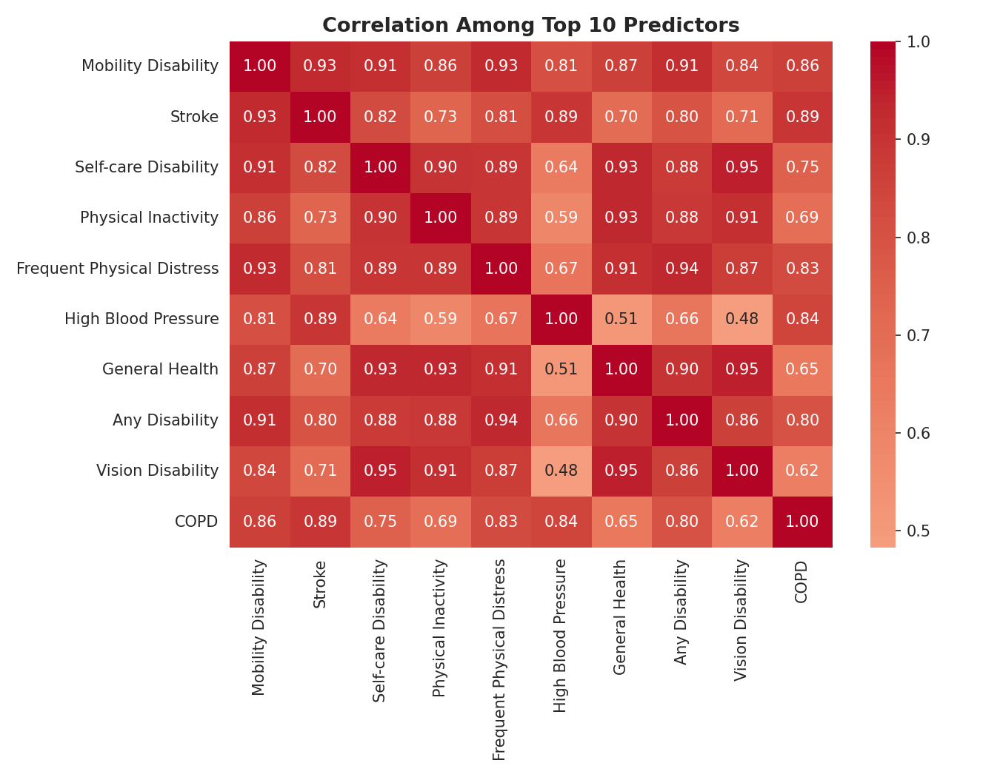 Correlation Among Top 10 Predictors
Mobility Disability 1.00 0.93 0.91 0.86 0.93 0.81 0.87 0.91 0.84 0.86
Stroke 0.93 1.00 0.82 0.73 0.81 0.89 0.70 0.80 0.71 0.89
Self-care Disability 0.91 0.82 1.00 0.90 0.89 0.64 0.93 0.88 0.95 0.75
Physical Inactivity 0.86 0.73 0.90 1.00 0.89 0.59 0.93 0.88 0.91 0.69
Frequent Physical Distress 0.93 0.81 0.89 0.89 1.00 0.67 0.91 0.94 0.87 0.83
High Blood Pressure 0.81 0.89 0.64 0.59 0.67 1.00 0.51 0.66 0.48 0.84
General Health 0.87 0.70 0.93 0.93 0.91 0.51 1.00 0.90 0.95 0.65
Any Disability 0.91 0.80 0.88 0.88 0.94 0.66 0.90 1.00 0.86 0.80
Vision Disability 0.84 0.71 0.95 0.91 0.87 0.48 0.95 0.86 1.00 0.62
COPD 0.86 0.89 0.75 0.69 0.83 0.84 0.65 0.80 0.62 1.00
Mobility Disability
Stroke
Self-care Disability
Physical Inactivity
Frequent Physical Distress
High Blood Pressure
General Health
Any Disability
Vision Disability
COPD
1.0
0.9
0.8
0.7
0.6
0.5